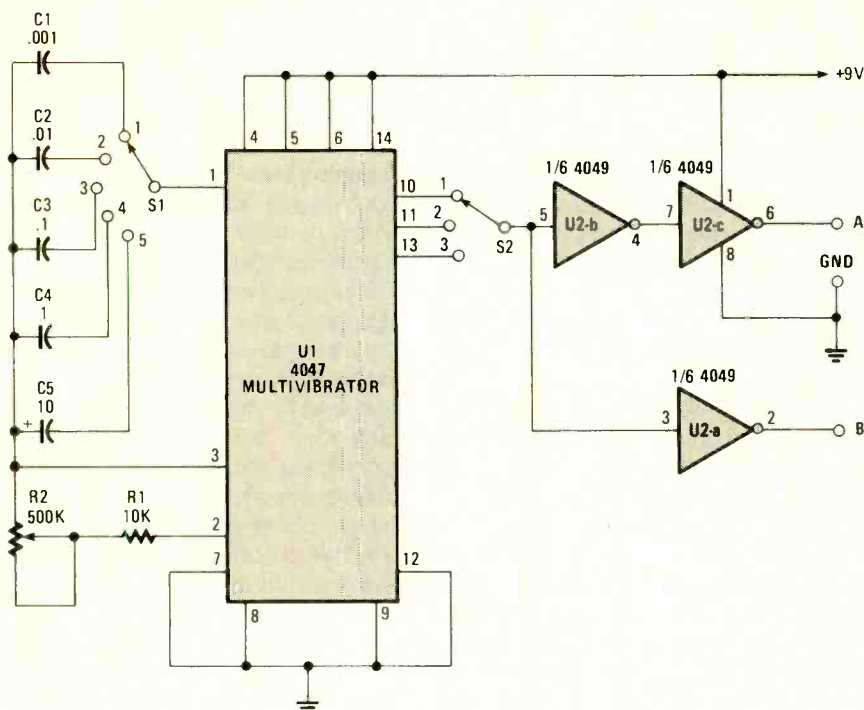 C1
.001
C2
.01
C3
.1
C4
1
C5
+ 10
R2
500K
R1
10K
1
2
3
4
5
S1
4
5
6
14
1
3
2
7
8
9
12
10
11
13
U1
4047
MULTIVIBRATOR
1
2
3
S2
+9V
1/6 4049
5
U2-b
4
1/6 4049
7
U2-c
1
8
6
A
GND
1/6 4049
3
U2-a
2
B